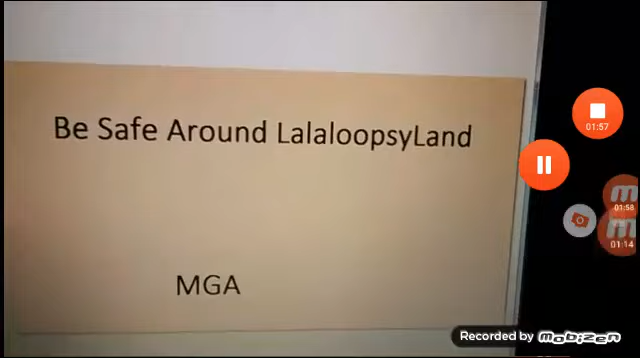 Be Safe Around LalaloopsyLand
MGA
01:57
01:58
01:14
Recorded by mobizen